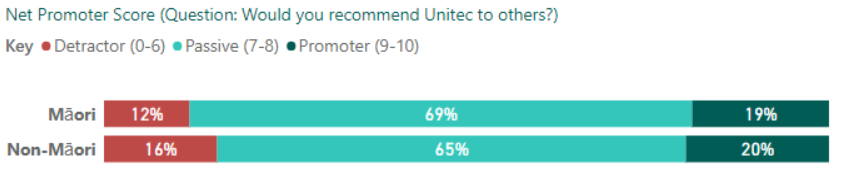 Net Promoter Score (Question: Would you recommend Unitec to others?)
Key Detractor (0-6) Passive (7-8) Promoter (9-10)
Māori 12% 69% 19%
Non-Māori 16% 65% 20%